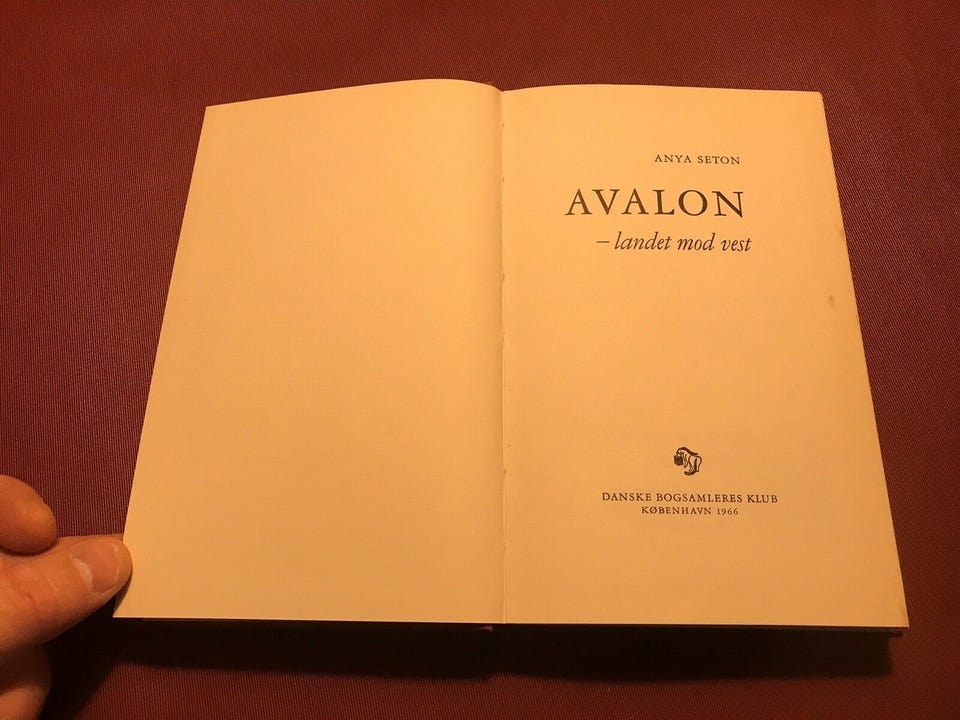 ANYA SETON
AVALON
– landet mod vest
DANSKE BOGSAMLERES KLUB
KØBENHAVN 1966